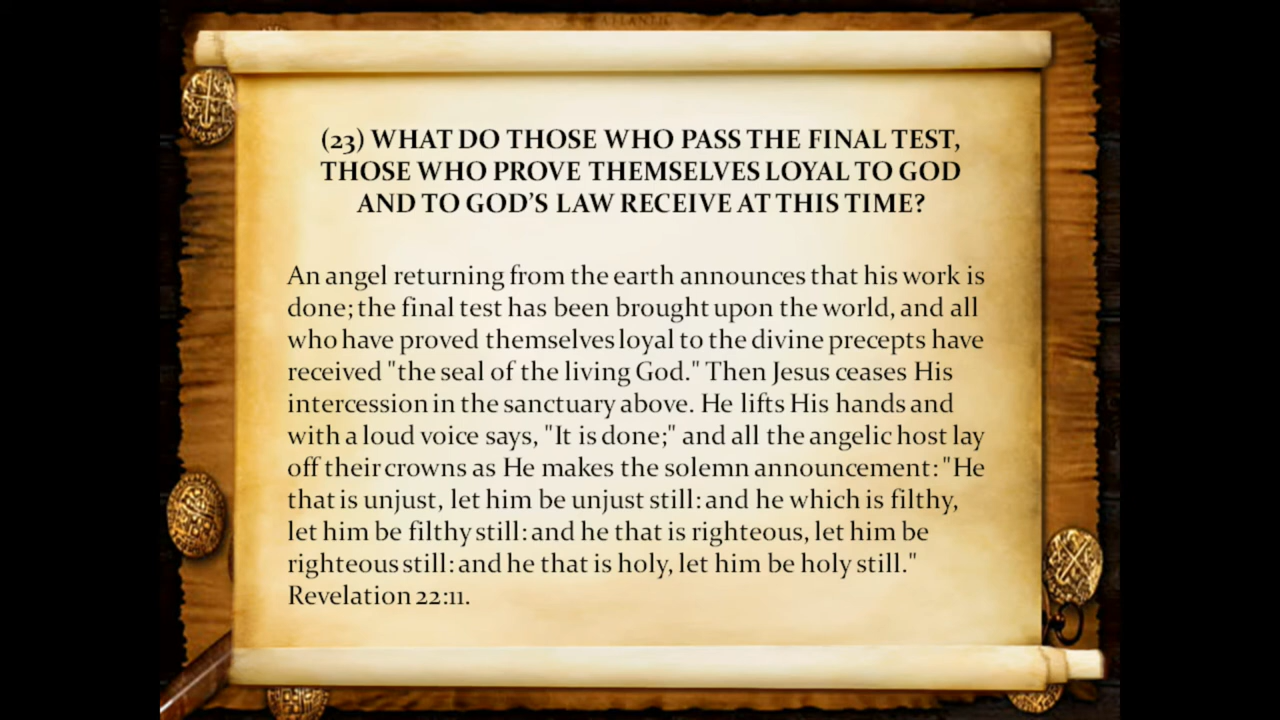 ATLANTIC
(23) WHAT DO THOSE WHO PASS THE FINAL TEST,
THOSE WHO PROVE THEMSELVES LOYAL TO GOD
AND TO GOD'S LAW RECEIVE AT THIS TIME?
An angel returning from the earth announces that his work is
done; the final test has been brought upon the world, and all
who have proved themselves loyal to the divine precepts have
received "the seal of the living God." Then Jesus ceases His
intercession in the sanctuary above. He lifts His hands and
with a loud voice says, "It is done;" and all the angelic host lay
off their crowns as He makes the solemn announcement: "He
that is unjust, let him be unjust still: and he which is filthy,
let him be filthy still: and he that is righteous, let him be
righteous still: and he that is holy, let him be holy still."
Revelation 22:11.